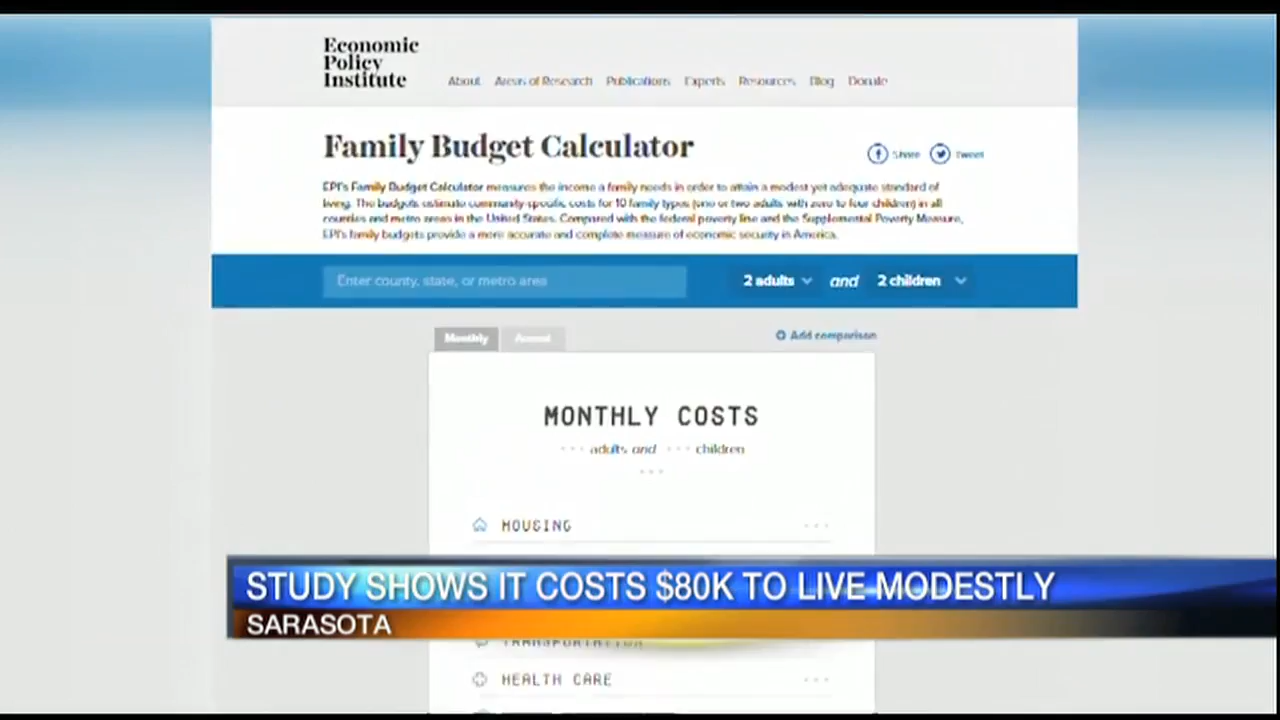 Economic
Policy
Institute
About Areas of Research Publications Experts Resources Blog Donate
Family Budget Calculator
Share Tweet
EPI's Family Budget Calculator measures the income a family needs in order to attain a modest yet adequate standard of
living. The budgets estimate community-specific costs for 10 family types (one or two adults with zero to four children) in all
counties and metro areas in the United States. Compared with the federal poverty line and the Supplemental Poverty Measure,
EPI's family budgets provide a more accurate and complete measure of economic security in America.
Enter county, state, or metro area 2 adults and 2 children
Monthly Annual Add comparison
MONTHLY COSTS
--- adults and --- children
---
HOUSING ---
STUDY SHOWS IT COSTS $80K TO LIVE MODESTLY
SARASOTA
TRANSPORTATION
HEALTH CARE ---